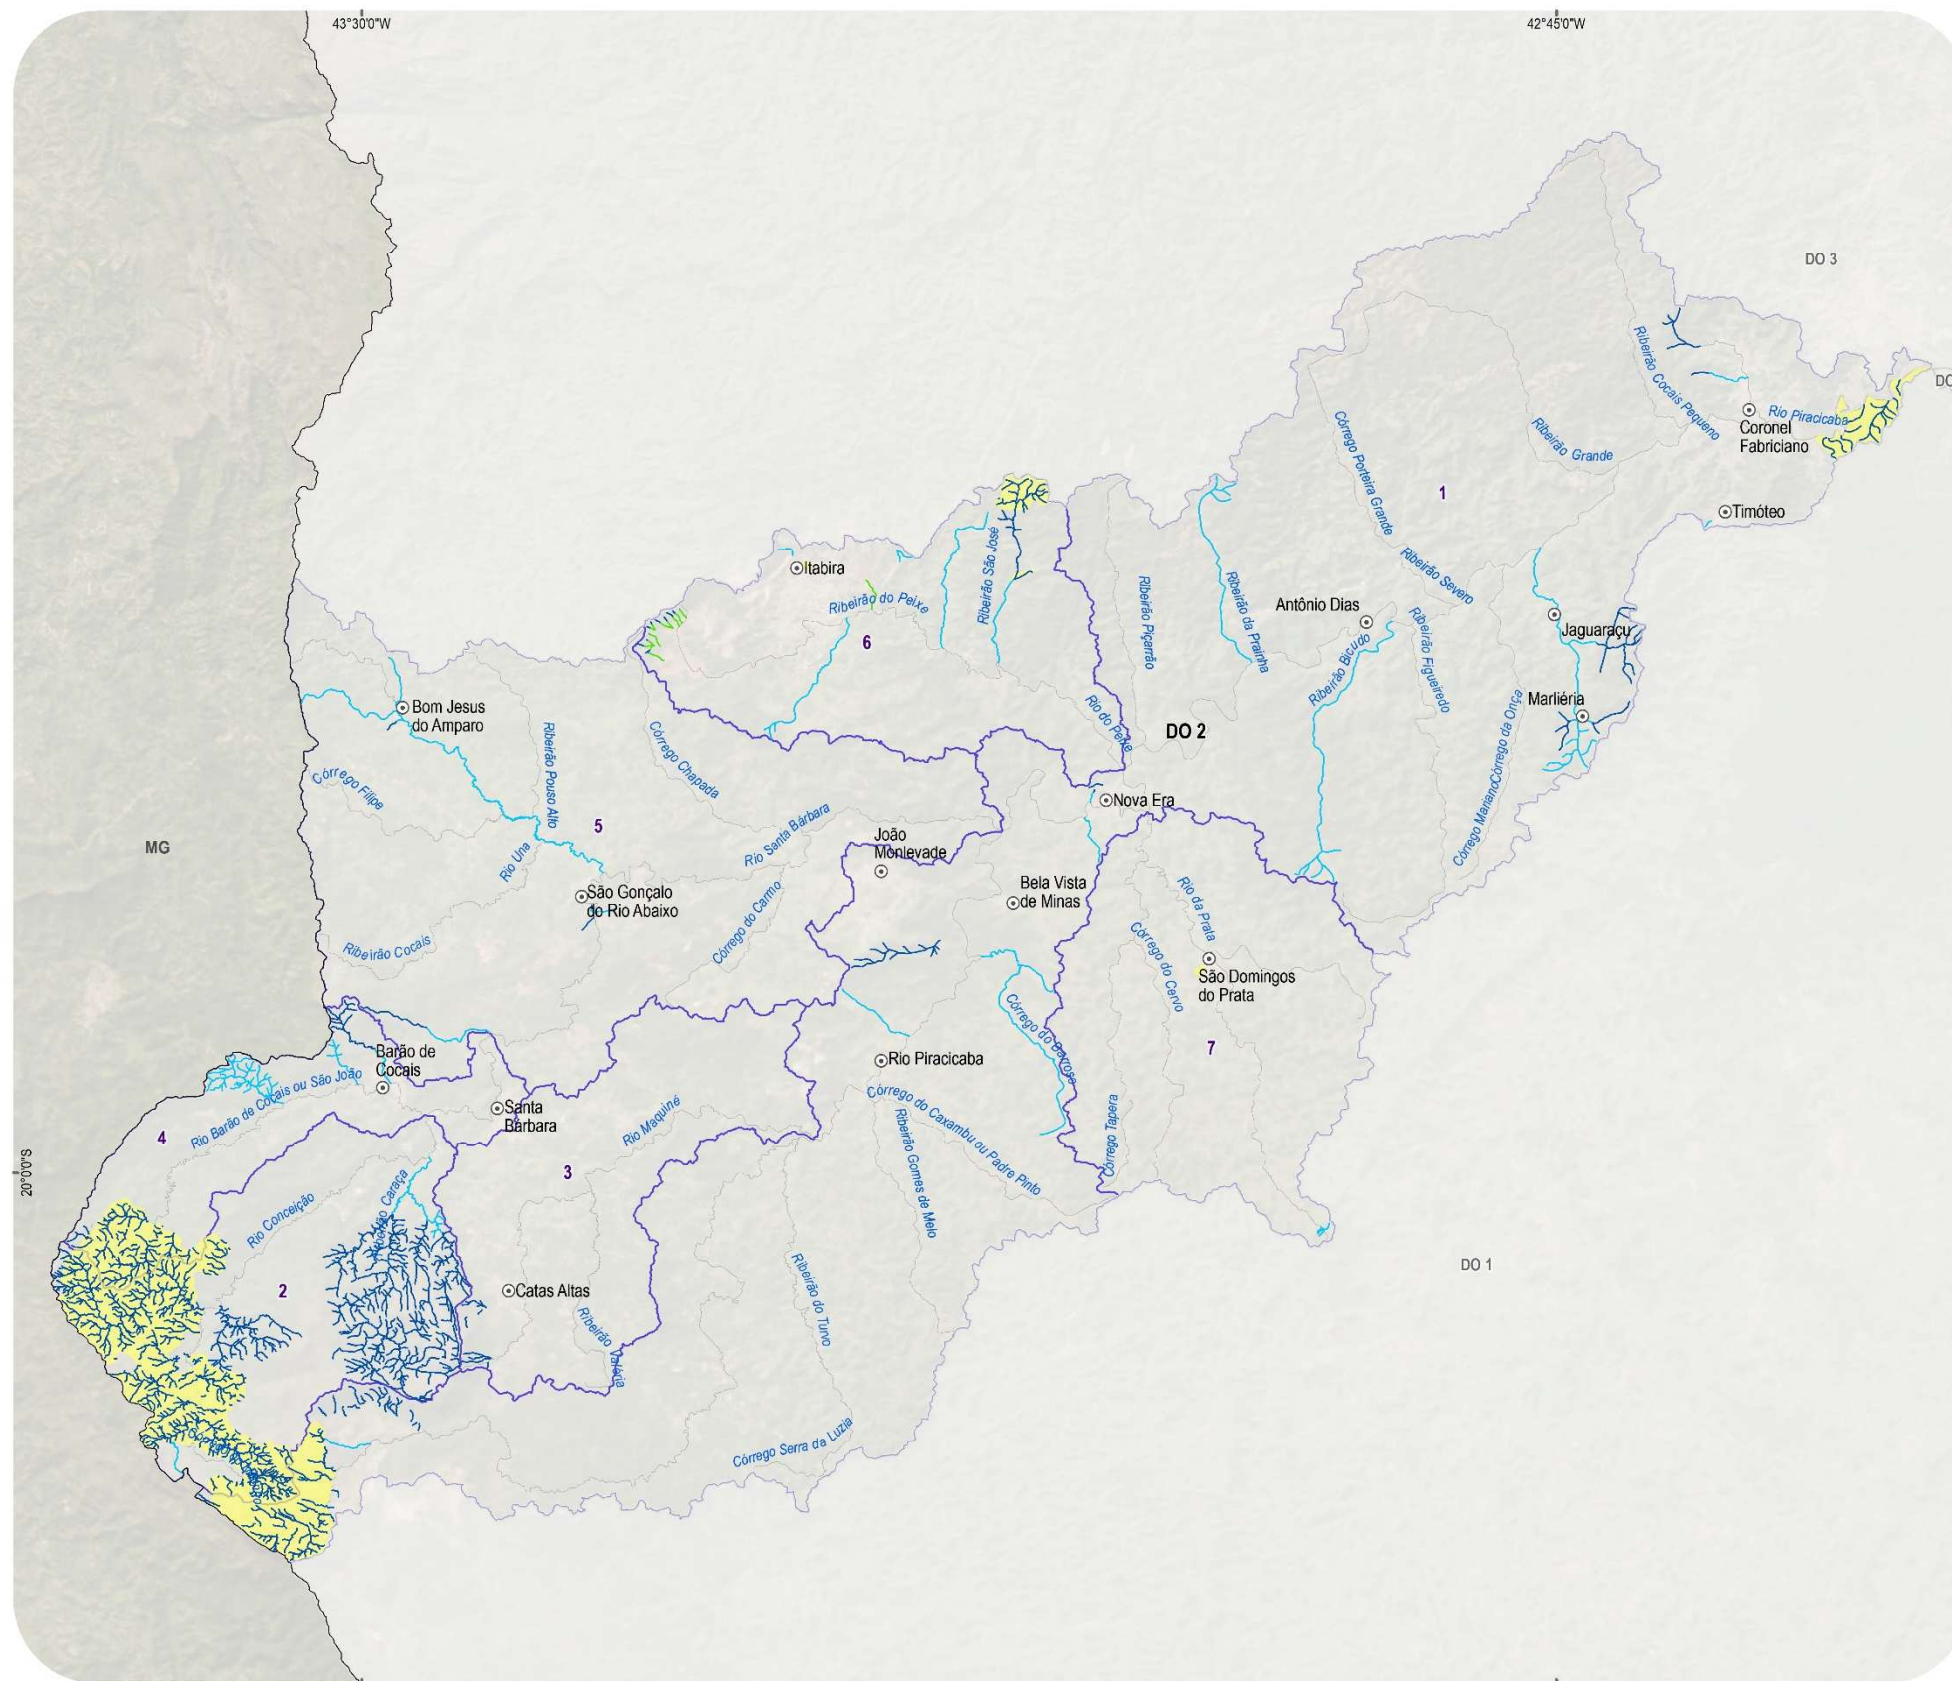 43°30'0"W
42°45'0"W
DO 3
DO
Ribeirão Cocais Pequeno
Rio Piracicaba
Coronel
Fabriciano
Córrego Porteira Grande
Ribeirão Grande
1
Timóteo
Itabira
Ribeirão do Peixe
Ribeirão São José
6
Ribeirão Piçarrão
Ribeirão da Prainha
Ribeirão Severo
Antônio Dias
Ribeirão Bicudo
Ribeirão Figueiredo
Jaguaraçu
Marliéria
Bom Jesus
do Amparo
Rio do Peixe
DO 2
Córrego Mariano
Córrego da Onça
Córrego Filipe
Ribeirão Pouso Alto
Córrego Chapada
Nova Era
5
Rio Santa Bárbara
João
Monlevade
MG
Rio Una
São Gonçalo
do Rio Abaixo
Córrego do Carmo
Bela Vista
de Minas
Rio da Prata
Ribeirão Cocais
Córrego do Cervo
São Domingos
do Prata
Córrego do Barroso
7
Barão de
Cocais
Rio Barão de Cocais ou São João
Rio Piracicaba
Santa
Bárbara
Rio Maquiné
Córrego do Caxambu ou Padre Pinto
Córrego Tapera
4
20°0'0"S
3
Ribeirão Gomes de Melo
Ribeirão Caraça
Rio Conceição
2
Catas Altas
DO 1
Ribeirão do Turvo
Ribeirão Valéria
Córrego Serra da Luzia